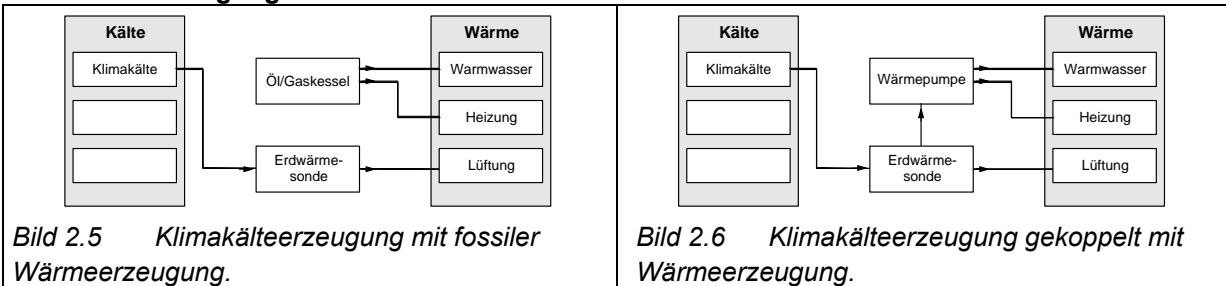 Kälte
Klimakälte
Öl/Gaskessel
Erdwärme-
sonde
Wärme
Warmwasser
Heizung
Lüftung
Bild 2.5 Klimakälteerzeugung mit fossiler
Wärmeerzeugung.
Kälte
Klimakälte
Wärmepumpe
Erdwärme-
sonde
Wärme
Warmwasser
Heizung
Lüftung
Bild 2.6 Klimakälteerzeugung gekoppelt mit
Wärmeerzeugung.